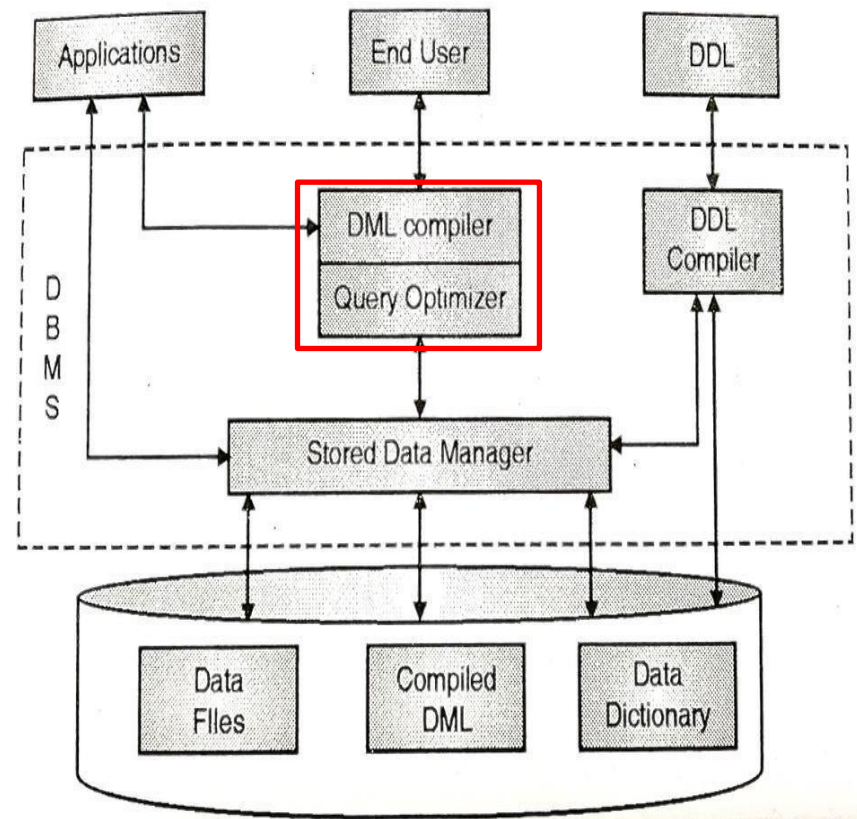 Applications
End User
DDL
DML compiler
Query Optimizer
DDL
Compiler
D
B
M
S
Stored Data Manager
Data
FIles
Compiled
DML
Data
Dictionary